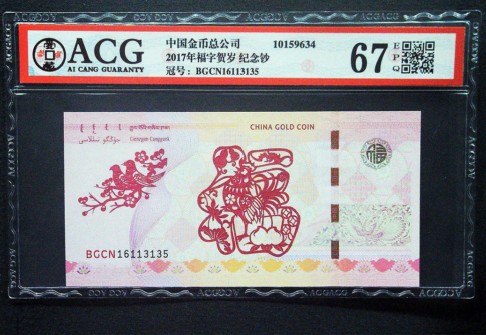 ACG
AI CANG GUARANTY
中国金币总公司 10159634
2017年福字贺岁 纪念钞
冠号: BGCN16113135
67 EPQ
CHINA GOLD COIN
BGCN16113135